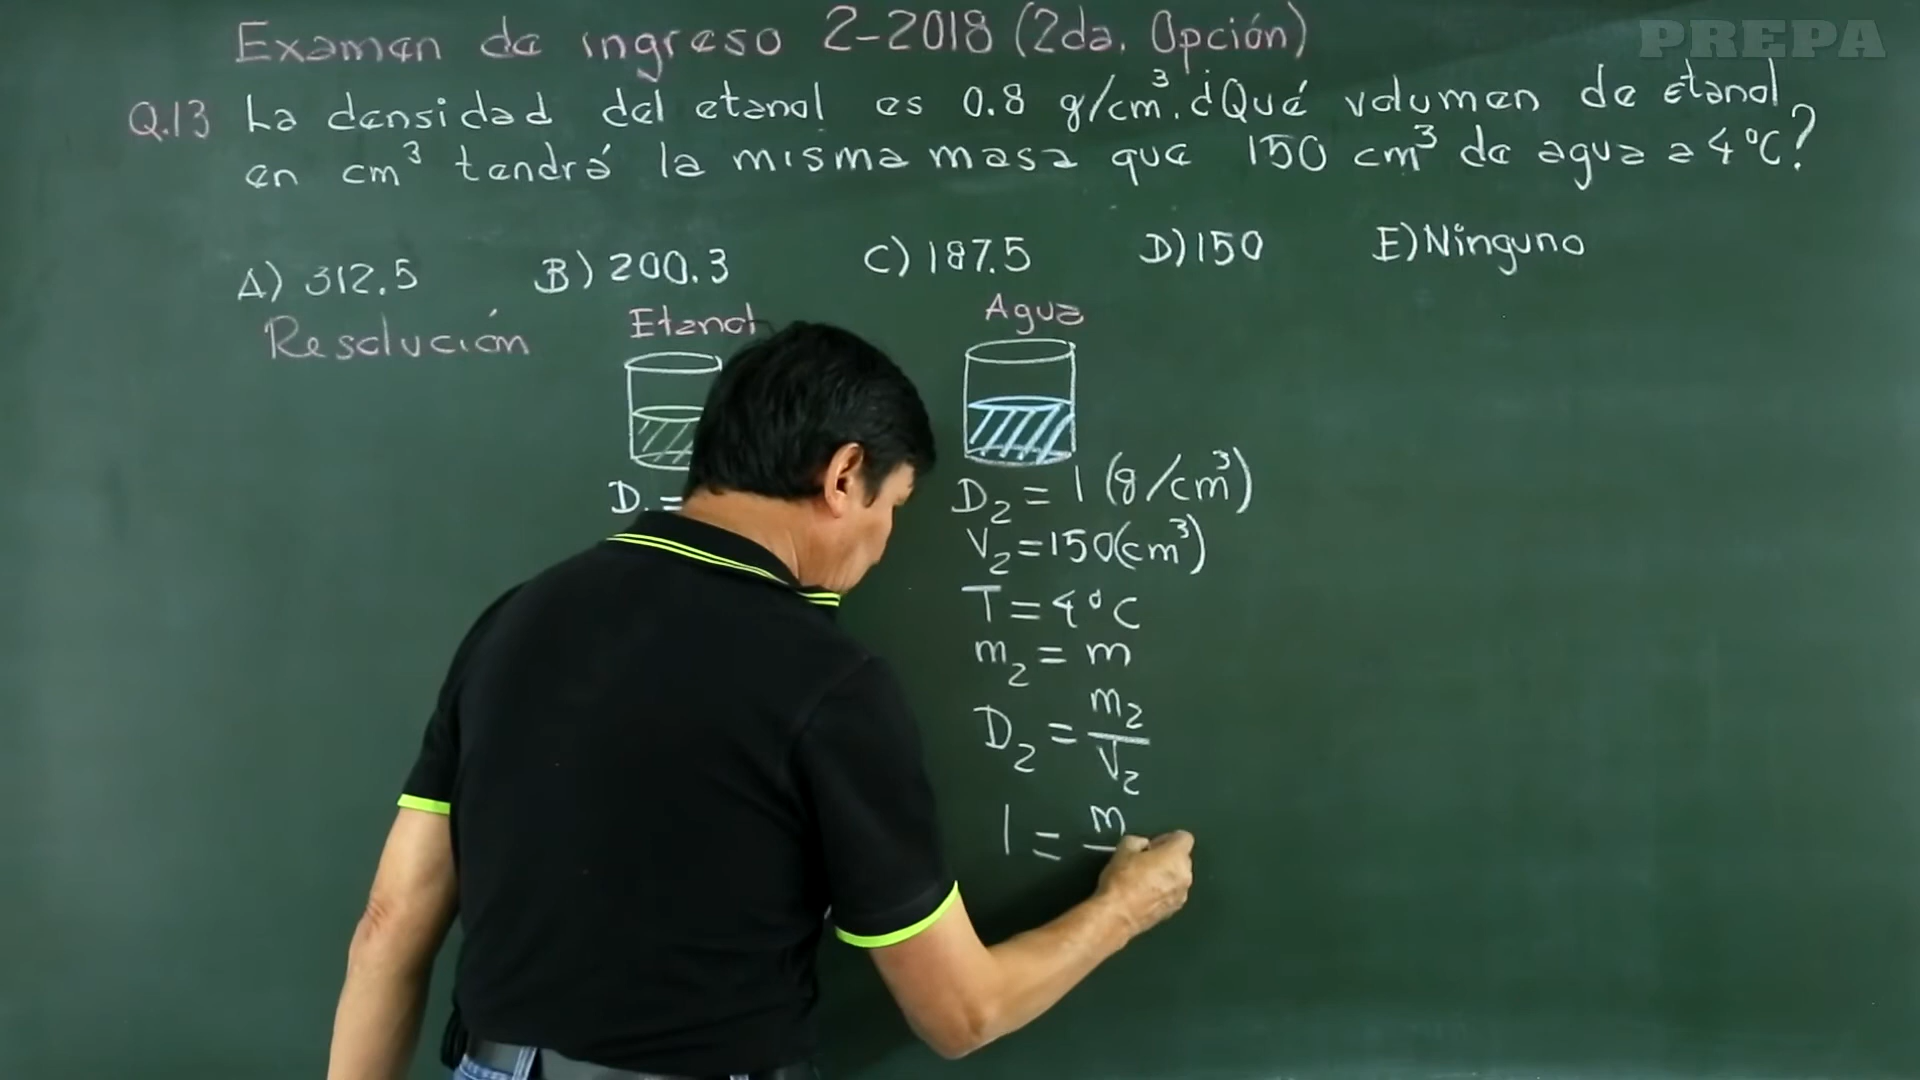 PREPA
Examen de ingreso 2-2018 (2da. Opción)
Q.13 La densidad del etanol es 0.8 g/cm³. ¿Qué volumen de etanol
en cm³ tendrá la misma masa que 150 cm³ de agua a 4°C?
A) 312.5 B) 200.3 C) 187.5 D) 150 E) Ninguno
Resolución Etanol Agua
D₂ = 1 (g/cm³)
V₂ = 150(cm³)
T = 4°C
m₂ = m
D₂ = m₂/V₂
1 = m